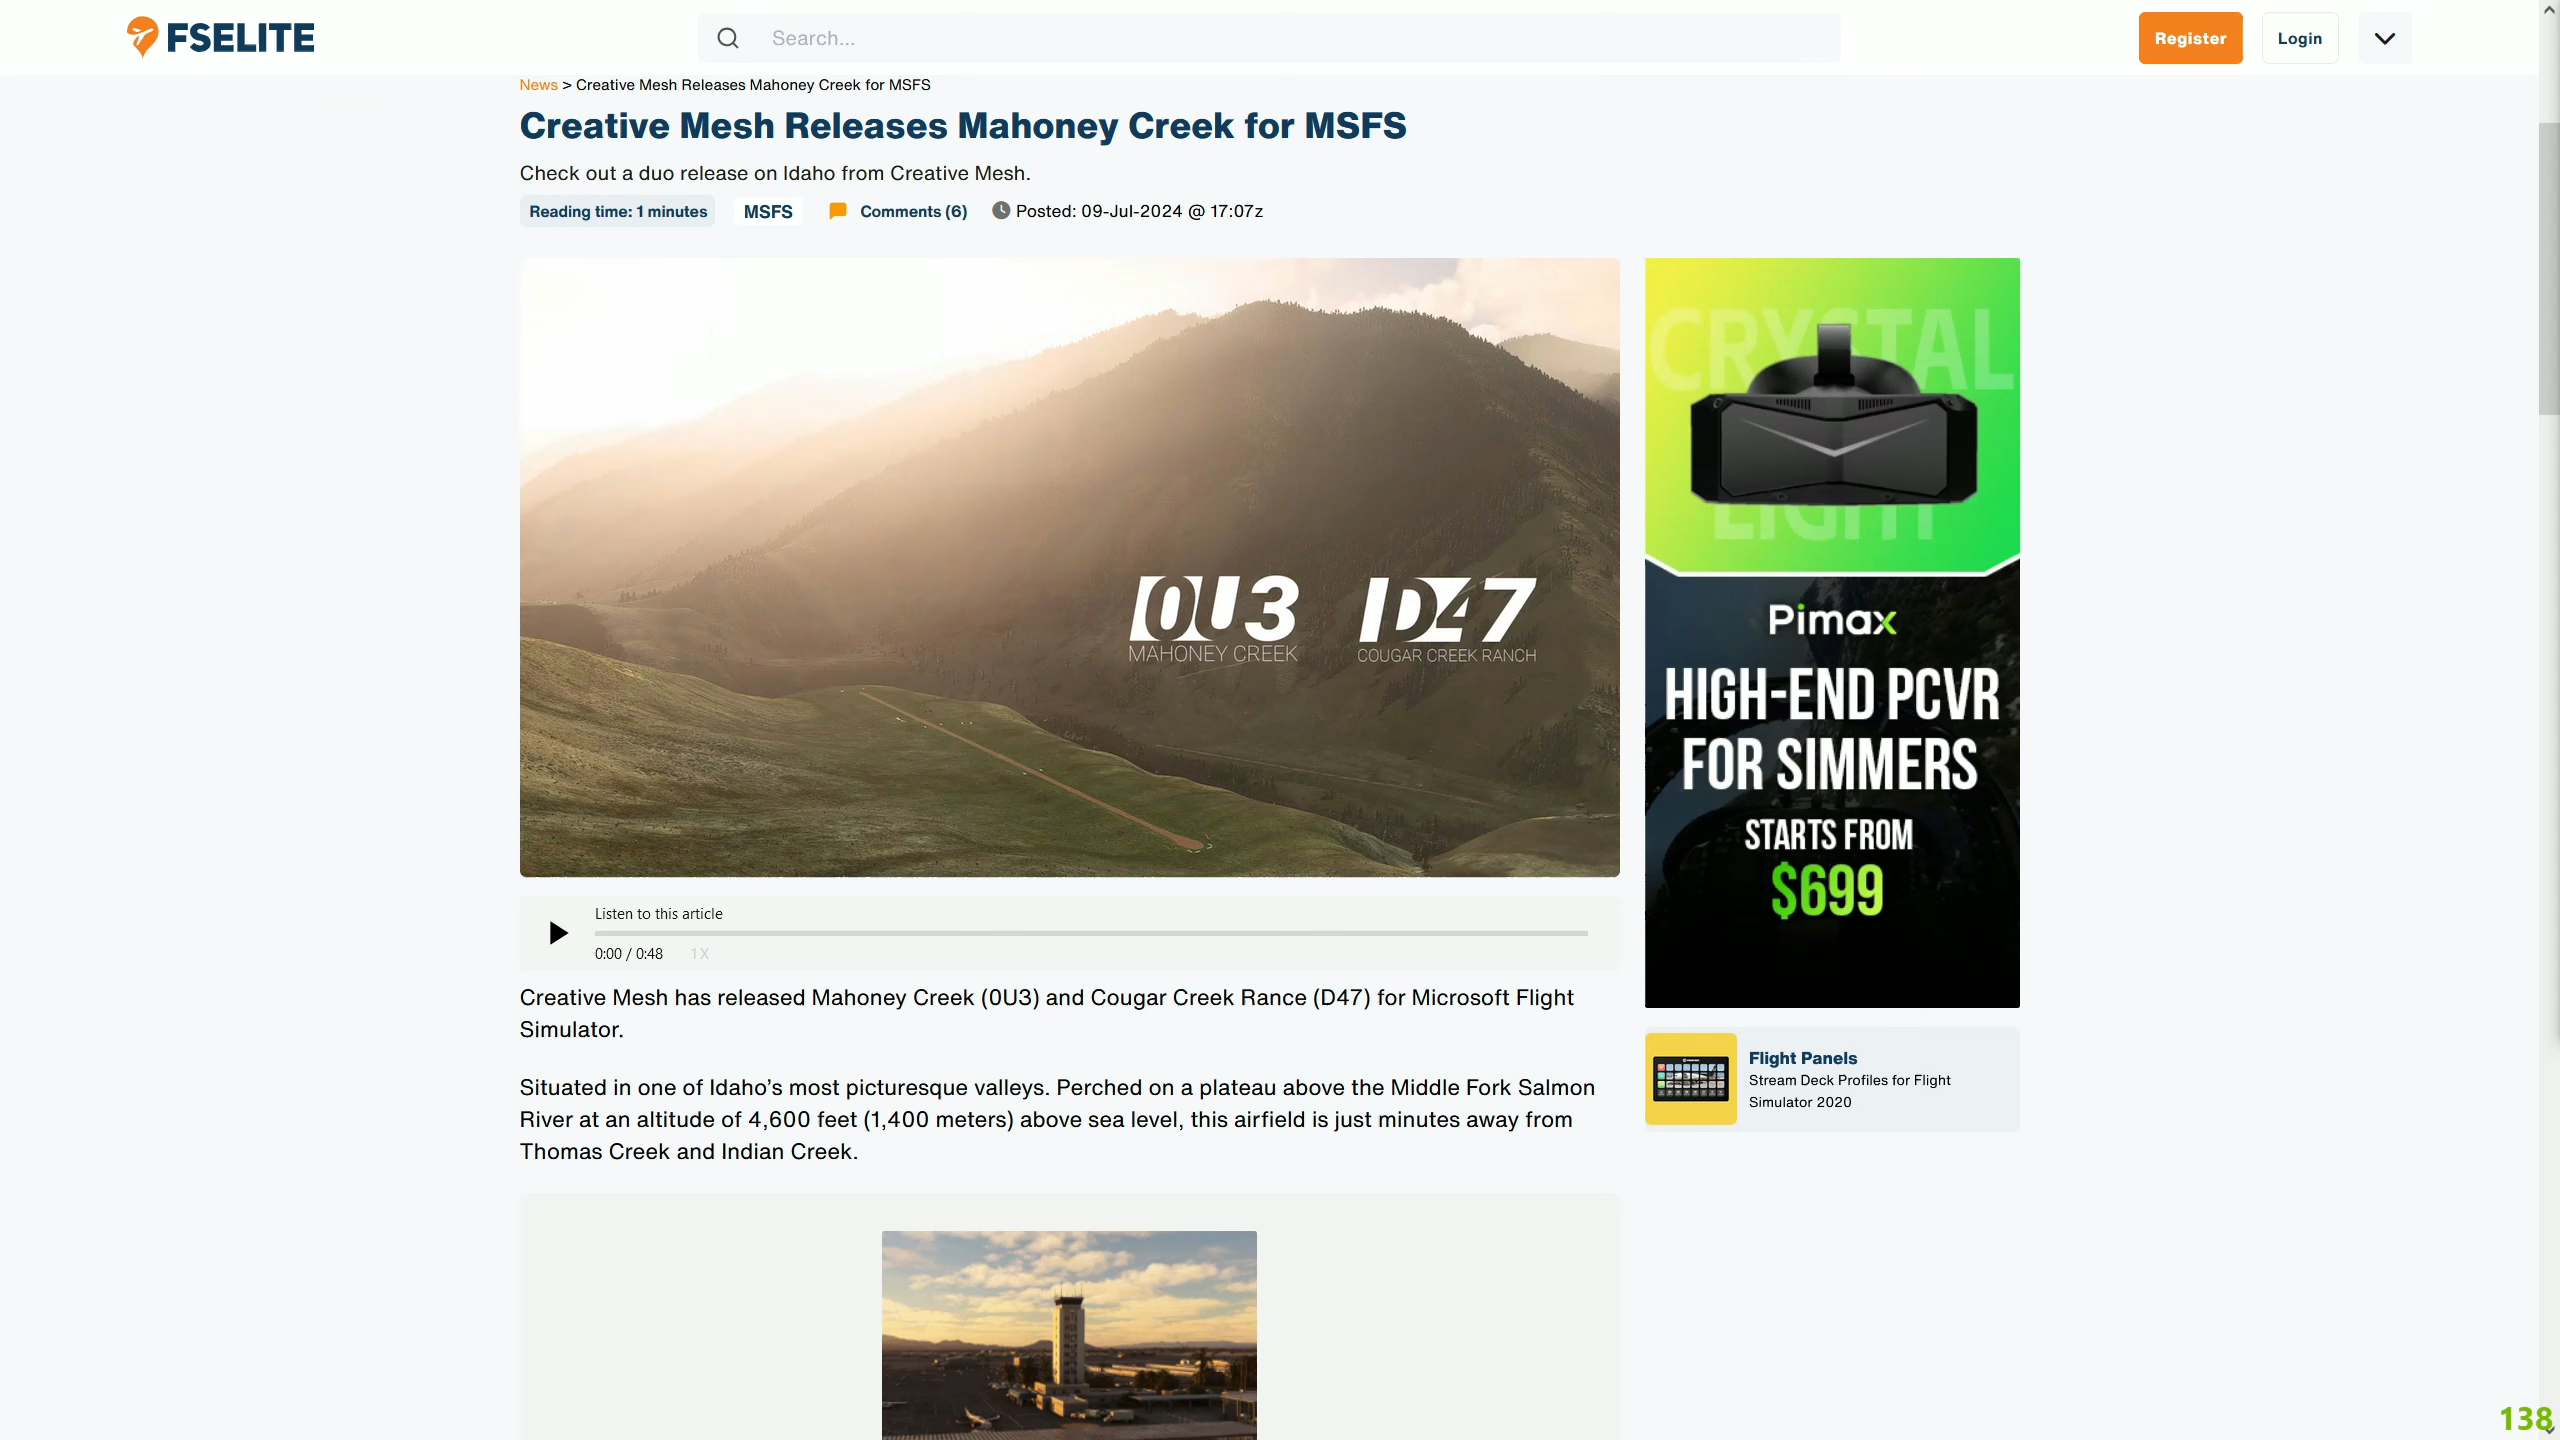 FSELITE
Search...
Register
Login
News > Creative Mesh Releases Mahoney Creek for MSFS
Creative Mesh Releases Mahoney Creek for MSFS
Check out a duo release on Idaho from Creative Mesh.
Reading time: 1 minutes
MSFS
Comments (6)
Posted: 09-Jul-2024 @ 17:07z
0U3
MAHONEY CREEK
ID47
COUGAR CREEK RANCH
Listen to this article
0:00 / 0:48
1 X
Creative Mesh has released Mahoney Creek (0U3) and Cougar Creek Rance (D47) for Microsoft Flight
Simulator.
Situated in one of Idaho’s most picturesque valleys. Perched on a plateau above the Middle Fork Salmon
River at an altitude of 4,600 feet (1,400 meters) above sea level, this airfield is just minutes away from
Thomas Creek and Indian Creek.
CRYSTAL
LIGHT
Pimax
HIGH-END PCVR
FOR SIMMERS
STARTS FROM
$699
Flight Panels
Stream Deck Profiles for Flight
Simulator 2020
138